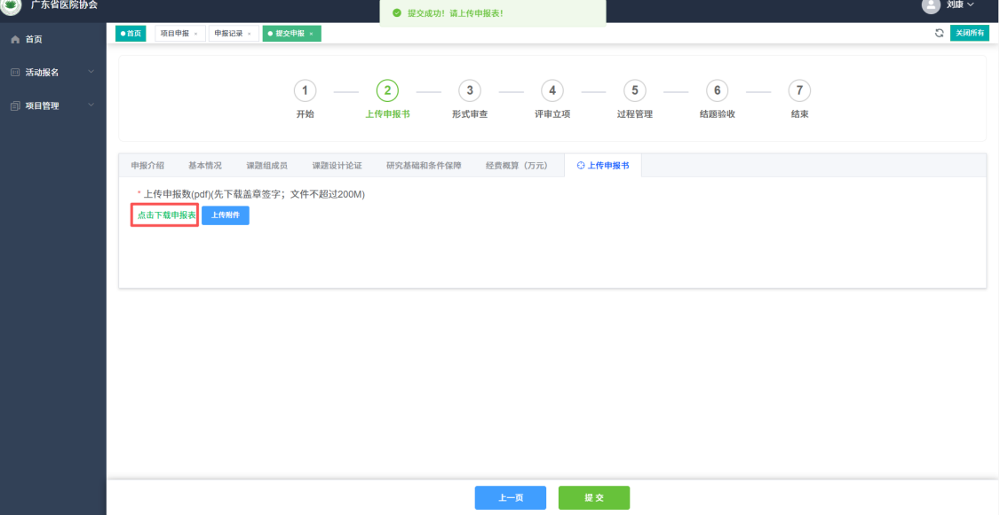 广东省医院协会
提交成功！请上传申报表！
刘康
首页 项目申报 × 申报记录 × 提交申报 × 关闭所有
首页
活动报名
项目管理
1 2 3 4 5 6 7
开始 上传申报书 形式审查 评审立项 过程管理 结题验收 结束
申报介绍 基本情况 课题组成员 课题设计论证 研究基础和条件保障 经费概算（万元） 上传申报书
* 上传申报数(pdf)(先下载盖章签字；文件不超过200M)
点击下载申报表 上传附件
上一页 提 交